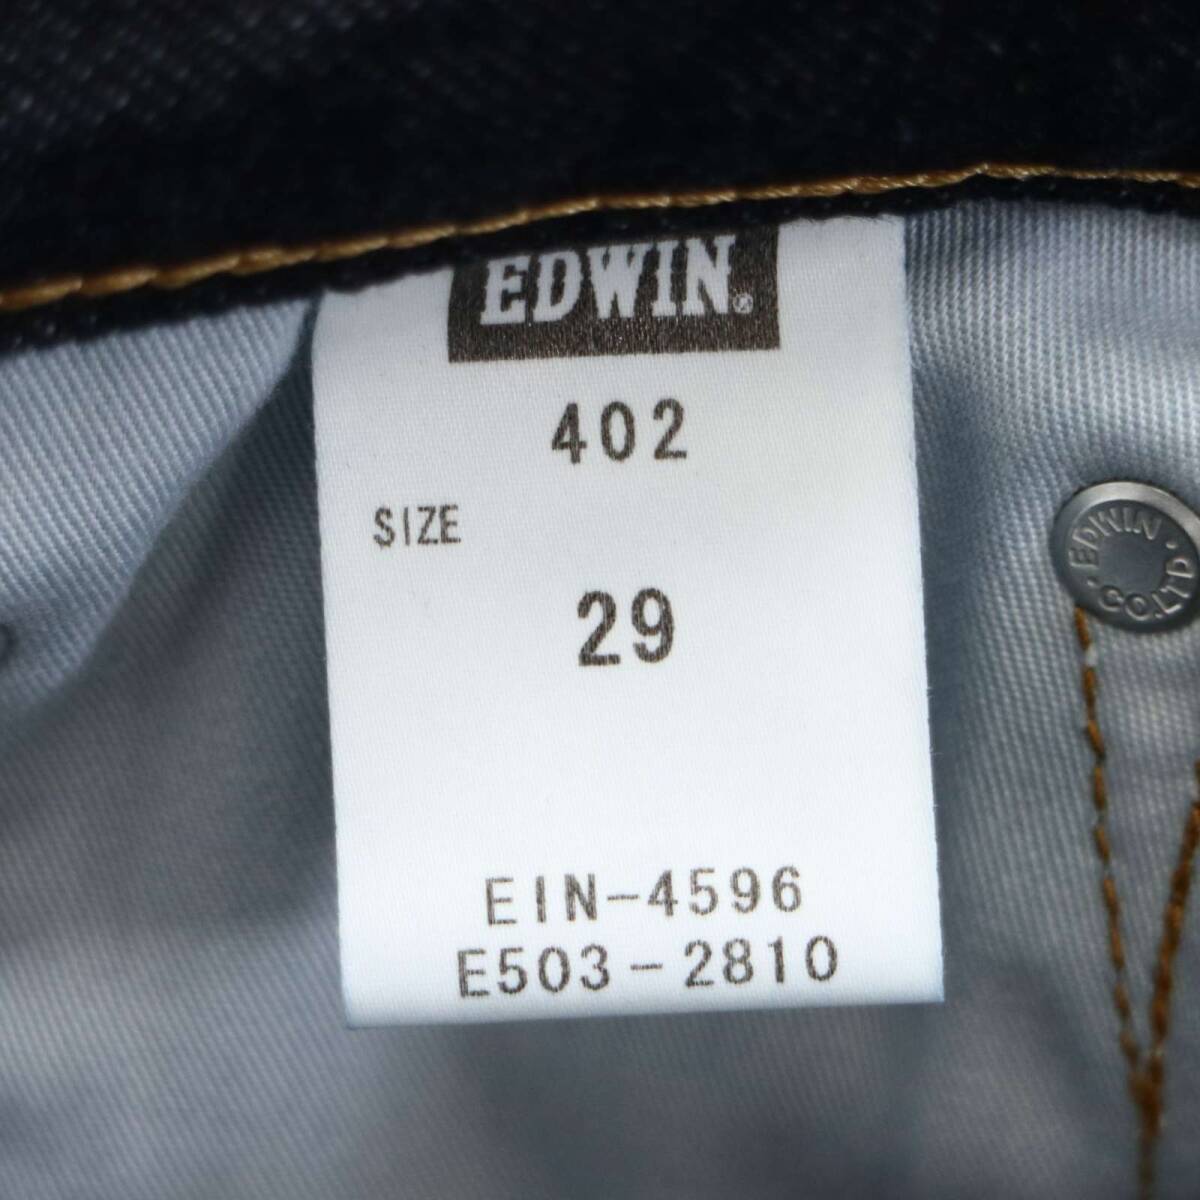 EDWIN®
402
SIZE
29
EIN-4596
E503-2810
EDWIN
CO.LTD